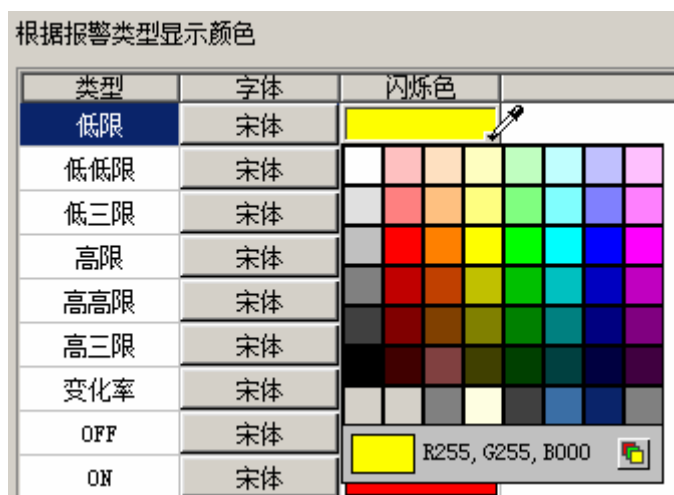 根据报警类型显示颜色
类型 字体 闪烁色
低限 宋体
低低限 宋体
低三限 宋体
高限 宋体
高高限 宋体
高三限 宋体
变化率 宋体
OFF 宋体
R255, G255, B000
ON 宋体